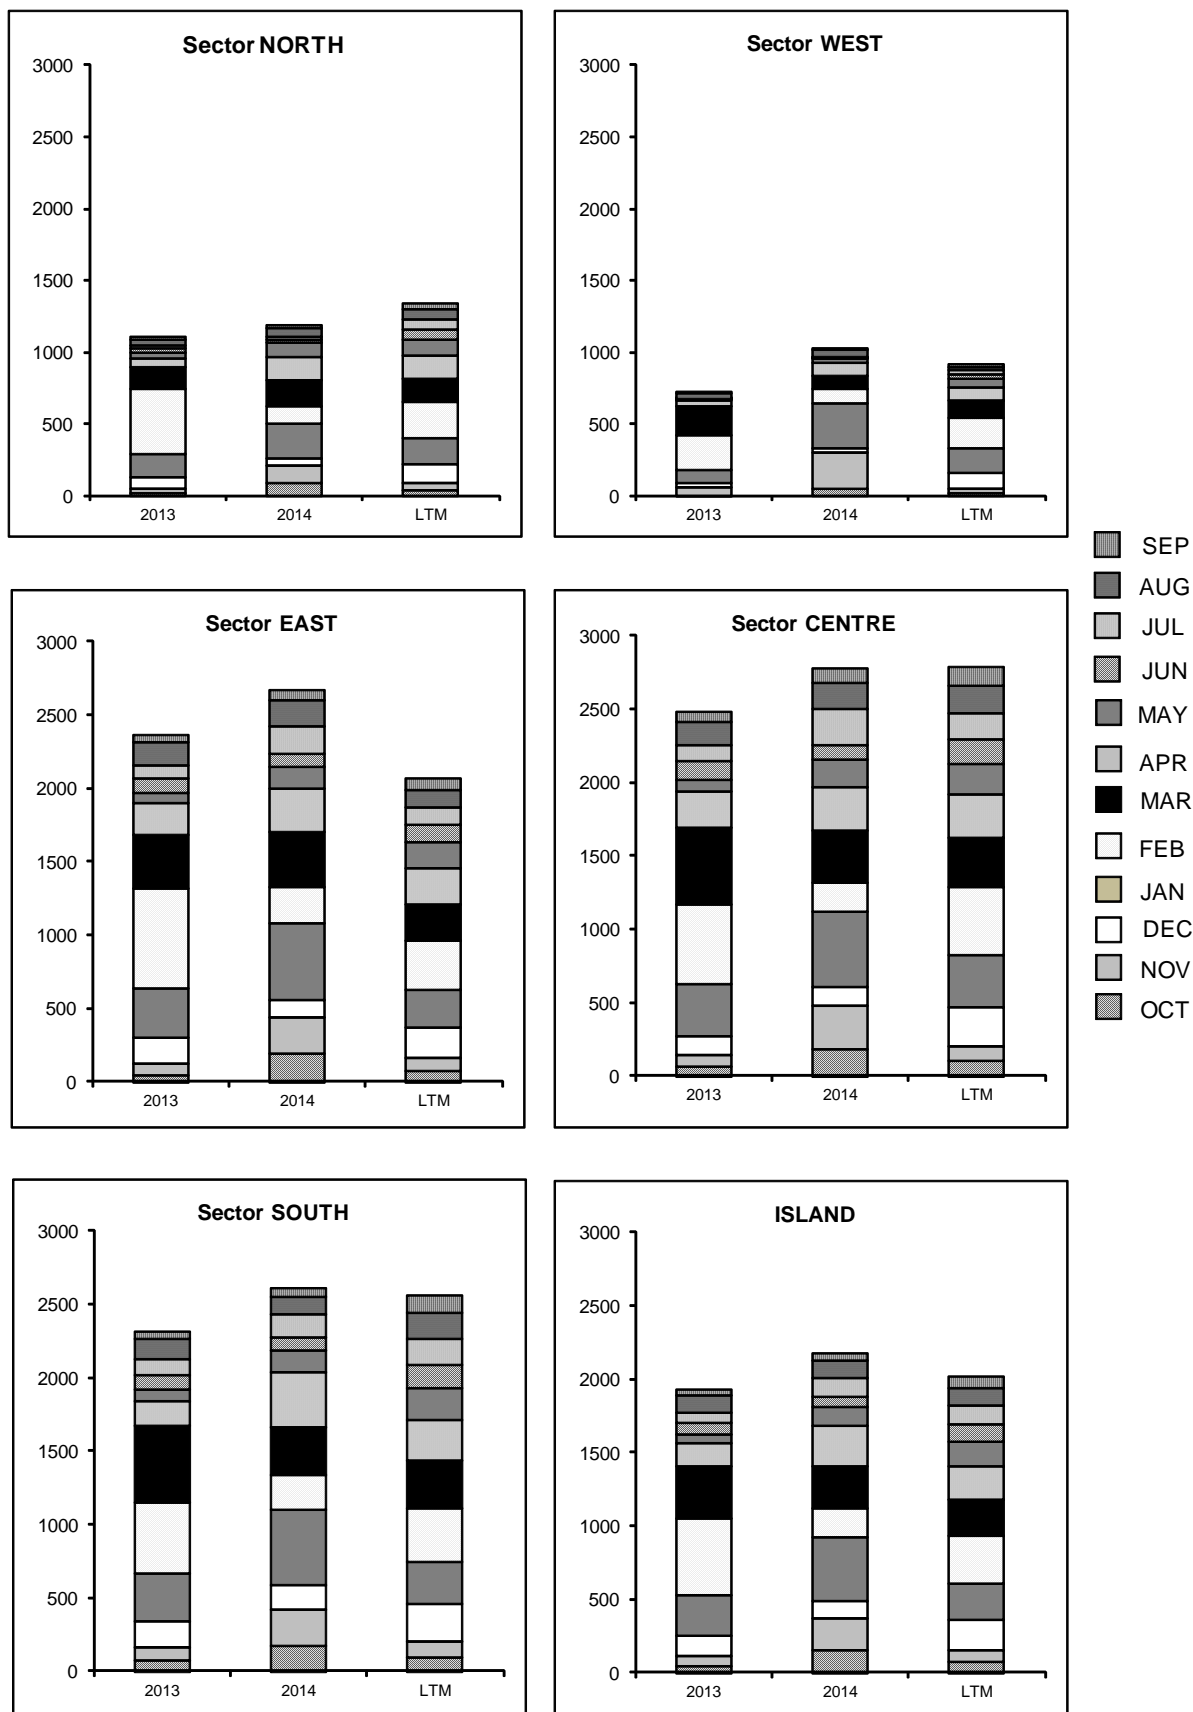 Sector NORTH
3000
2500
2000
1500
1000
500
0
2013 2014 LTM
Sector WEST
3000
2500
2000
1500
1000
500
0
2013 2014 LTM
Sector EAST
3000
2500
2000
1500
1000
500
0
2013 2014 LTM
Sector CENTRE
3000
2500
2000
1500
1000
500
0
2013 2014 LTM
SEP
AUG
JUL
JUN
MAY
APR
MAR
FEB
JAN
DEC
NOV
OCT
Sector SOUTH
3000
2500
2000
1500
1000
500
0
2013 2014 LTM
ISLAND
3000
2500
2000
1500
1000
500
0
2013 2014 LTM